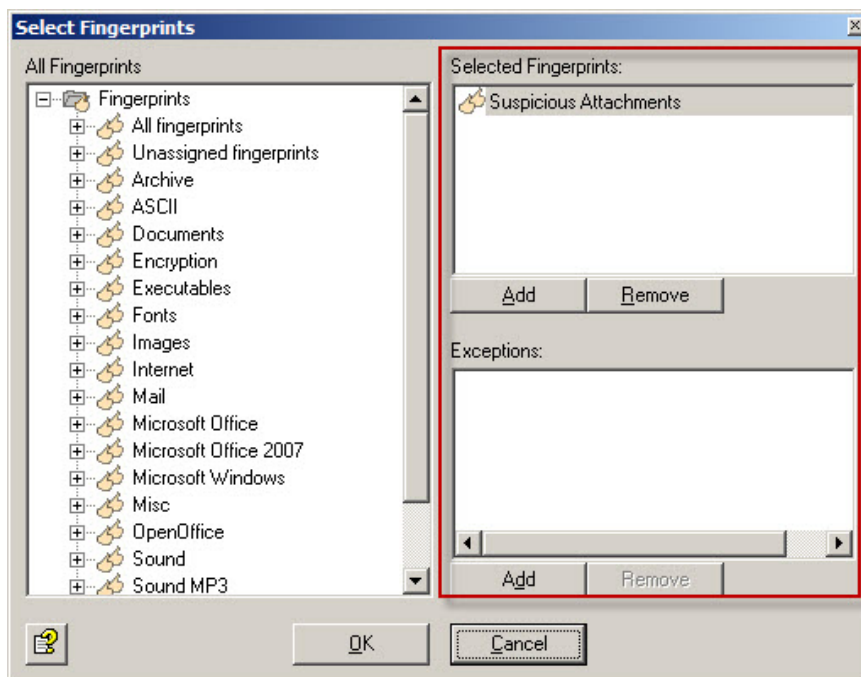 Select Fingerprints
All Fingerprints
Fingerprints
All fingerprints
Unassigned fingerprints
Archive
ASCII
Documents
Encryption
Executables
Fonts
Images
Internet
Mail
Microsoft Office
Microsoft Office 2007
Microsoft Windows
Misc
OpenOffice
Sound
Sound MP3
Selected Fingerprints:
Suspicious Attachments
Add
Remove
Exceptions:
Add
Remove
OK
Cancel